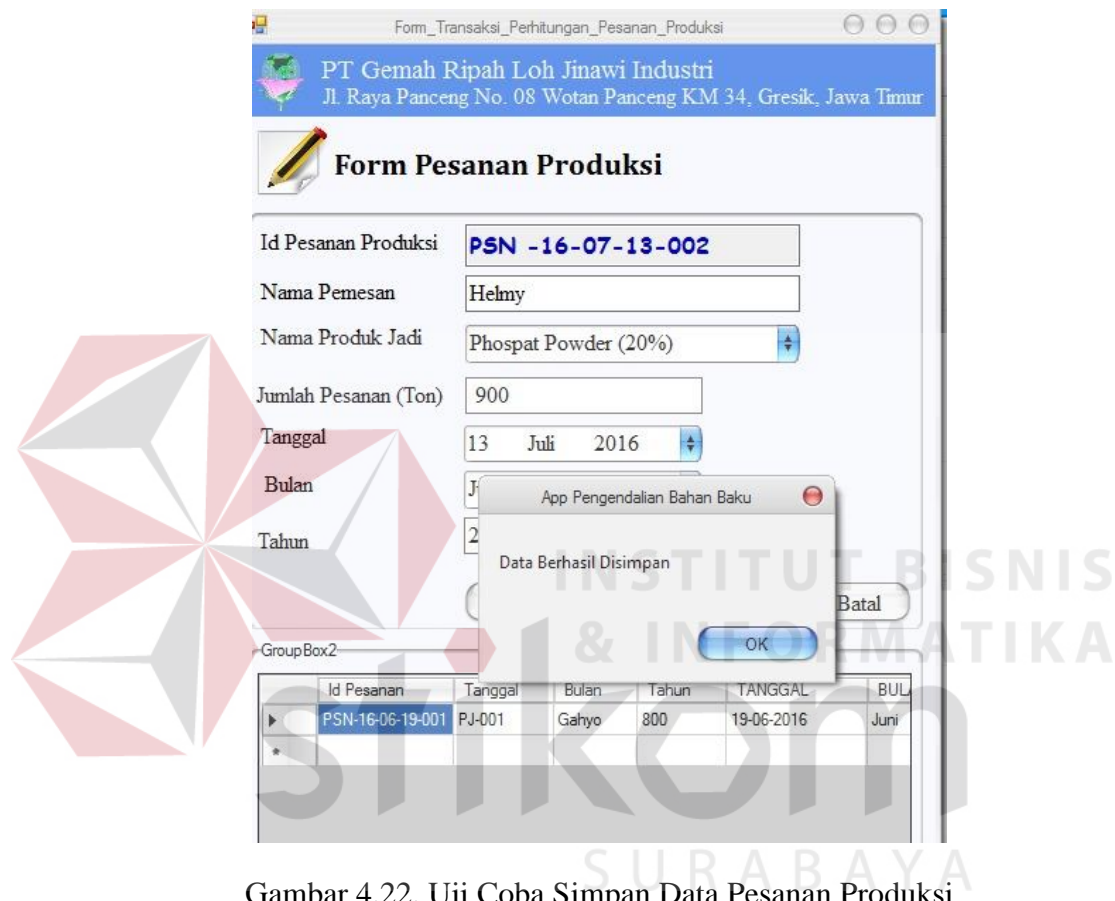 Form_Transaksi_Perhitungan_Pesanan_Produksi
PT Gemah Ripah Loh Jinawi Industri
Jl. Raya Panceng No. 08 Wotan Panceng KM 34, Gresik, Jawa Timur
Form Pesanan Produksi
Id Pesanan Produksi PSN -16-07-13-002
Nama Pemesan Helmy
Nama Produk Jadi Phospat Powder (20%)
Jumlah Pesanan (Ton) 900
Tanggal 13 Juli 2016
Bulan
Tahun 2
App Pengendalian Bahan Baku
Data Berhasil Disimpan
OK
Batal
GroupBox2
Id Pesanan Tanggal Bulan Tahun TANGGAL BUL
PSN-16-06-19-001 PJ-001 Gahyo 800 19-06-2016 Juni
INSTITUT BISNIS
& INFORMATIKA
stikom
SURABAYA
Gambar 4.22. Uji Coba Simpan Data Pesanan Produksi